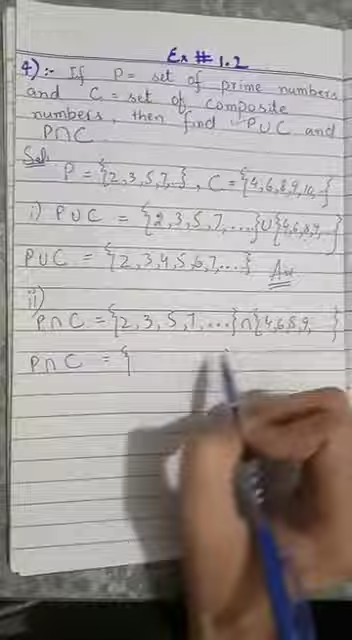 Ex # 1.2
4):- If P = set of prime numbers
and C = set of composite
numbers, then find P∪C and
P∩C
Sol:
P = {2,3,5,7,..}, C = {4,6,8,9,10,..}
i) P∪C = {2,3,5,7,....}∪{4,6,8,9,..}
P∪C = {2,3,4,5,6,7,....} Ans
ii)
P∩C = {2,3,5,7,....}∩{4,6,8,9, }
P∩C = {